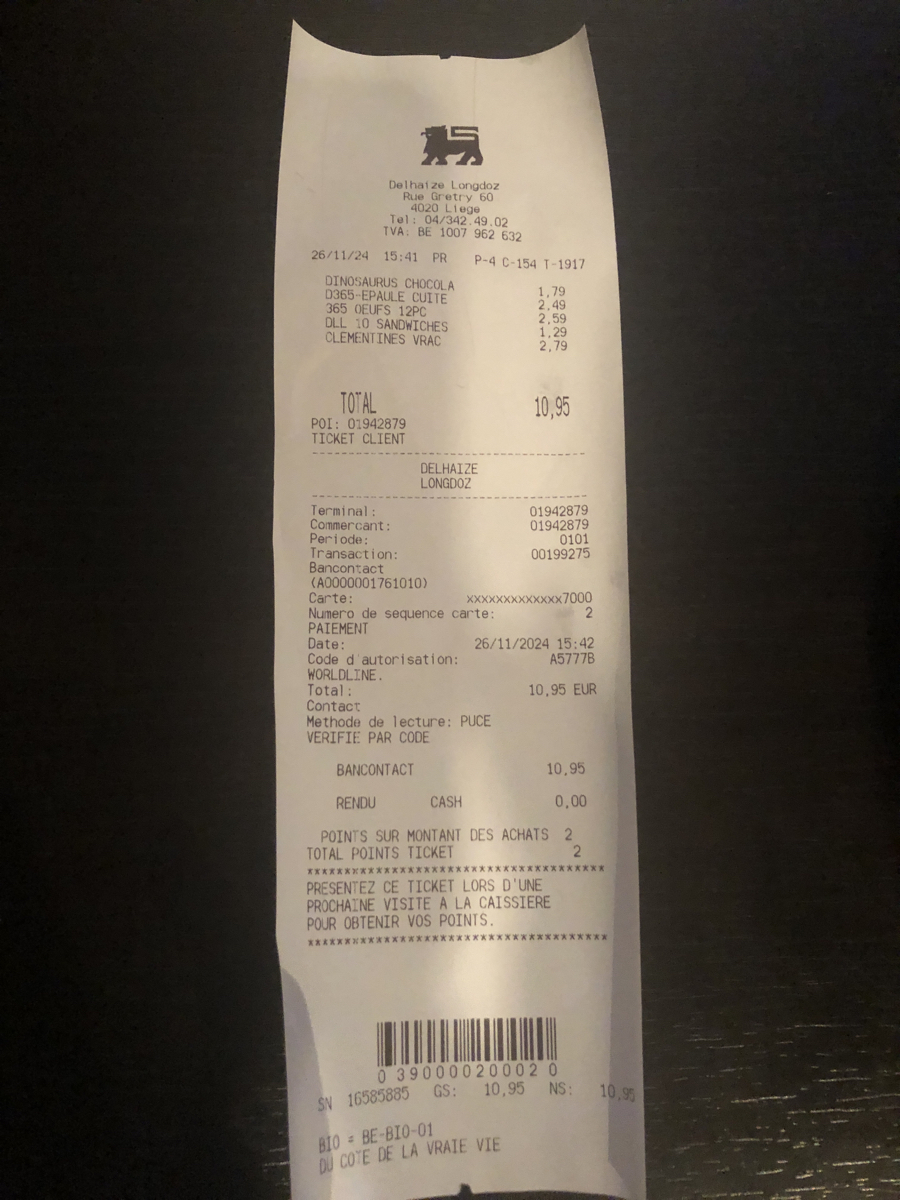 Delhaize Longdoz
Rue Gretry 60
4020 Liege
Tel: 04/342.49.02
TVA: BE 1007 962 632
26/11/24 15:41 PR P-4 C-154 T-1917
DINOSAURUS CHOCOLA 1,79
D365-EPAULE CUITE 2,49
365 OEUFS 12PC 2,59
DLL 10 SANDWICHES 1,29
CLEMENTINES VRAC 2,79
TOTAL 10,95
POI: 01942879
TICKET CLIENT
--------------------------------
DELHAIZE
LONGDOZ
--------------------------------
Terminal: 01942879
Commercant: 01942879
Periode: 0101
Transaction: 00199275
Bancontact
(A0000001761010)
Carte: xxxxxxxxxxxxx7000
Numero de sequence carte: 2
PAIEMENT
Date: 26/11/2024 15:42
Code d'autorisation: A5777B
WORLDLINE.
Total: 10,95 EUR
Contact
Methode de lecture: PUCE
VERIFIE PAR CODE
BANCONTACT 10,95
RENDU CASH 0,00
POINTS SUR MONTANT DES ACHATS 2
TOTAL POINTS TICKET 2
****************************************
PRESENTEZ CE TICKET LORS D'UNE
PROCHAINE VISITE A LA CAISSIERE
POUR OBTENIR VOS POINTS.
****************************************
0 390000020002 0
SN 16585885 GS: 10,95 NS: 10,95
BIO = BE-BIO-01
DU COTE DE LA VRAIE VIE